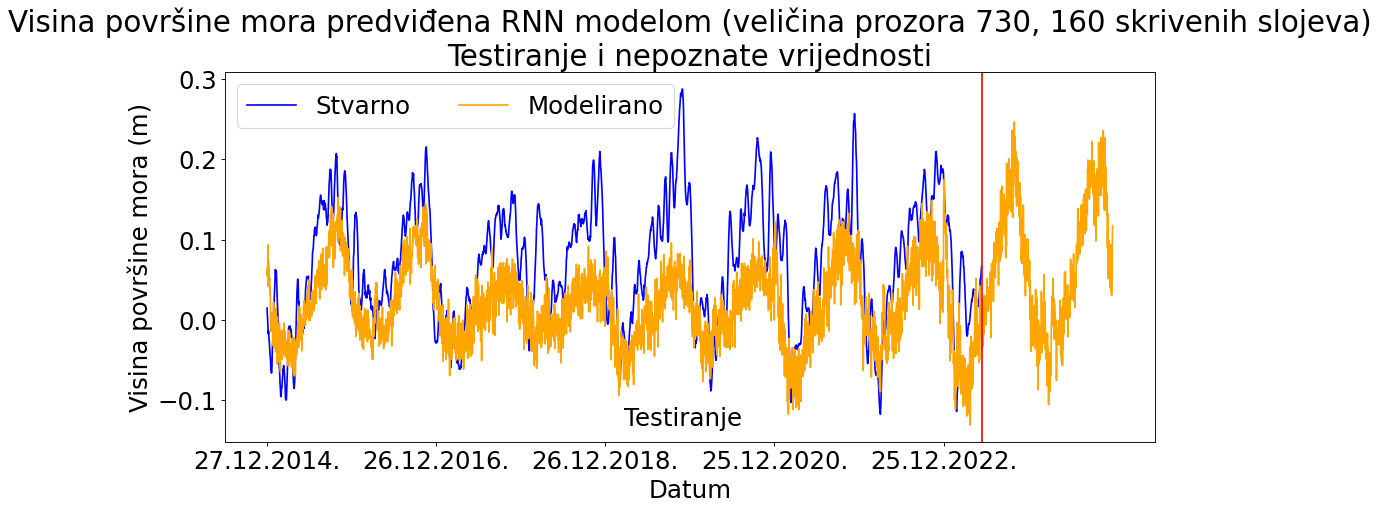 Visina površine mora predviđena RNN modelom (veličina prozora 730, 160 skrivenih slojeva)
Testiranje i nepoznate vrijednosti
Stvarno
Modelirano
Visina površine mora (m)
0.3
0.2
0.1
0.0
−0.1
Testiranje
27.12.2014.
26.12.2016.
26.12.2018.
25.12.2020.
25.12.2022.
Datum